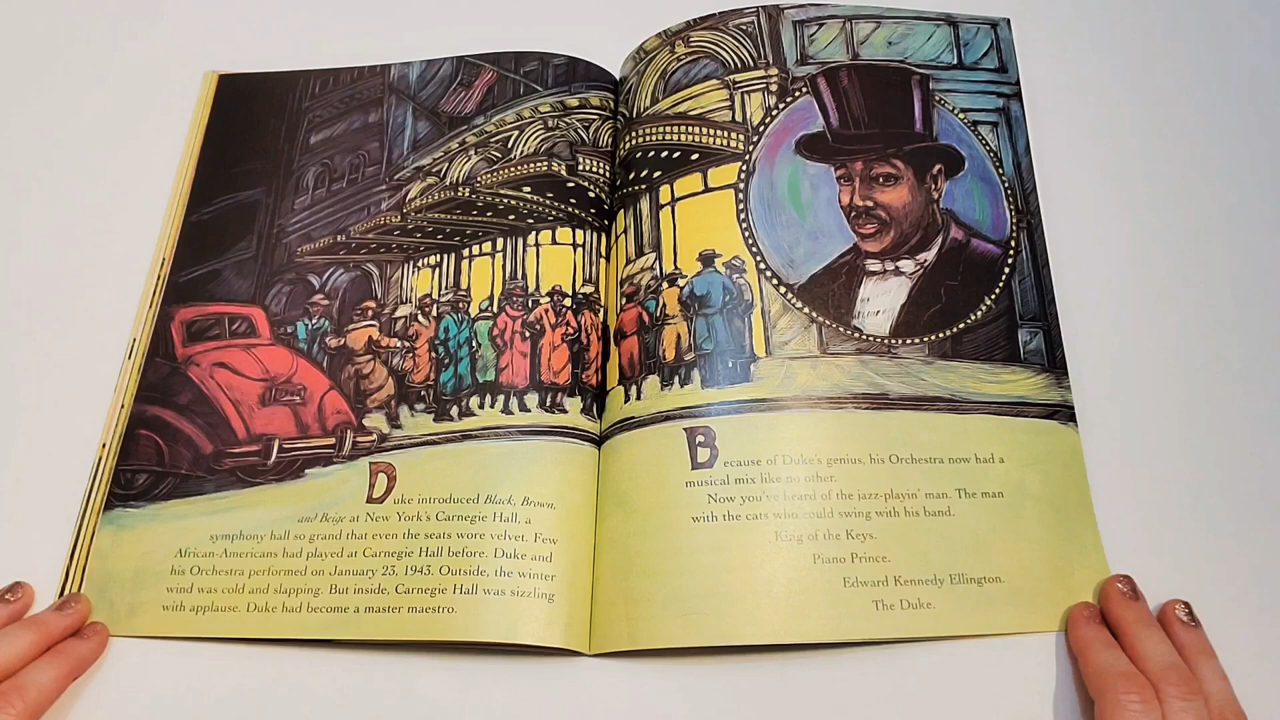 Duke introduced Black, Brown,
and Beige at New York's Carnegie Hall, a
symphony hall so grand that even the seats wore velvet. Few
African-Americans had played at Carnegie Hall before. Duke and
his Orchestra performed on January 23, 1943. Outside, the winter
wind was cold and slapping. But inside, Carnegie Hall was sizzling
with applause. Duke had become a master maestro.
Because of Duke's genius, his Orchestra now had a
musical mix like no other.
Now you've heard of the jazz-playin' man. The man
with the cats who could swing with his band.
King of the Keys.
Piano Prince.
Edward Kennedy Ellington.
The Duke.